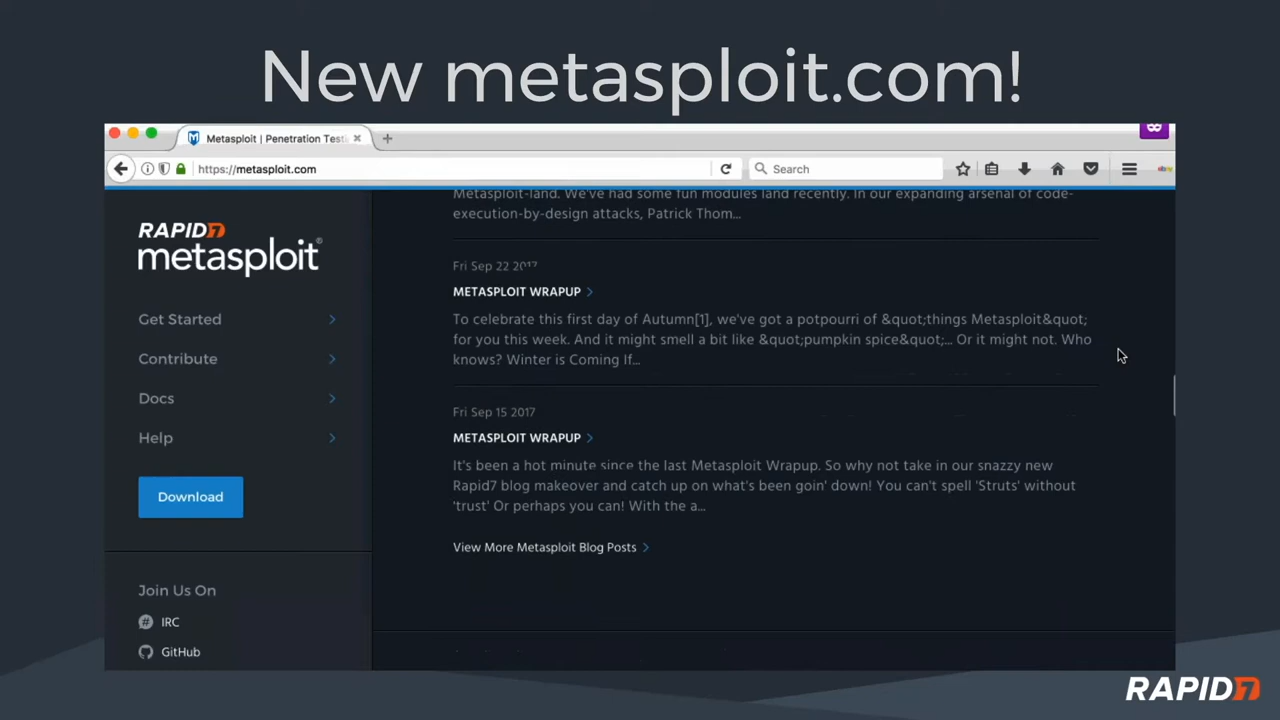 New metasploit.com!
Metasploit | Penetration Testi
https://metasploit.com
Search
ebay
RAPID7
metasploit®
Get Started
Contribute
Docs
Help
Download
Join Us On
IRC
GitHub
Metasploit-land. We've had some fun modules land recently. In our expanding arsenal of code-
execution-by-design attacks, Patrick Thom...
Fri Sep 22 2017
METASPLOIT WRAPUP
To celebrate this first day of Autumn[1], we've got a potpourri of &quot;things Metasploit&quot;
for you this week. And it might smell a bit like &quot;pumpkin spice&quot;... Or it might not. Who
knows? Winter is Coming If...
Fri Sep 15 2017
METASPLOIT WRAPUP
It's been a hot minute since the last Metasploit Wrapup. So why not take in our snazzy new
Rapid7 blog makeover and catch up on what's been goin' down! You can't spell 'Struts' without
'trust' Or perhaps you can! With the a...
View More Metasploit Blog Posts
RAPID7